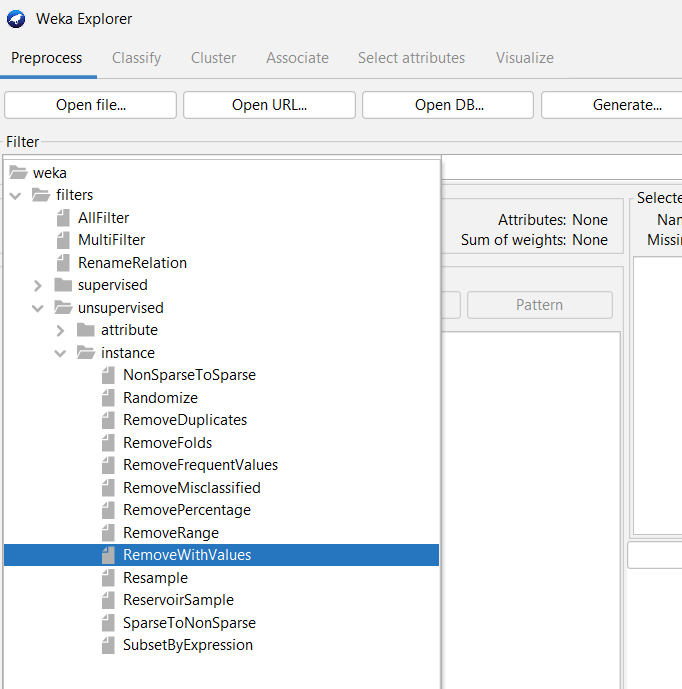 Weka Explorer
Preprocess Classify Cluster Associate Select attributes Visualize
Open file... Open URL... Open DB... Generate...
Filter
weka
filters
AllFilter
MultiFilter
RenameRelation
supervised
unsupervised
attribute
instance
NonSparseToSparse
Randomize
RemoveDuplicates
RemoveFolds
RemoveFrequentValues
RemoveMisclassified
RemovePercentage
RemoveRange
RemoveWithValues
Resample
ReservoirSample
SparseToNonSparse
SubsetByExpression
Attributes: None
Sum of weights: None
Pattern
Selecte
Nan
Missi